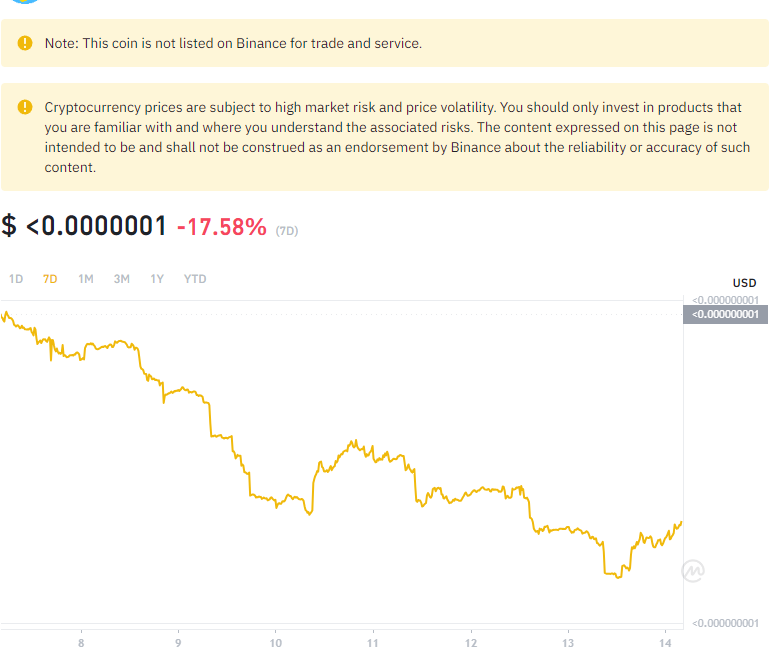 Note: This coin is not listed on Binance for trade and service.
Cryptocurrency prices are subject to high market risk and price volatility. You should only invest in products that
you are familiar with and where you understand the associated risks. The content expressed on this page is not
intended to be and shall not be construed as an endorsement by Binance about the reliability or accuracy of such
content.
$ <0.0000001 -17.58% (7D)
1D 7D 1M 3M 1Y YTD
USD
<0.000000001
<0.000000001
<0.000000001
8 9 10 11 12 13 14